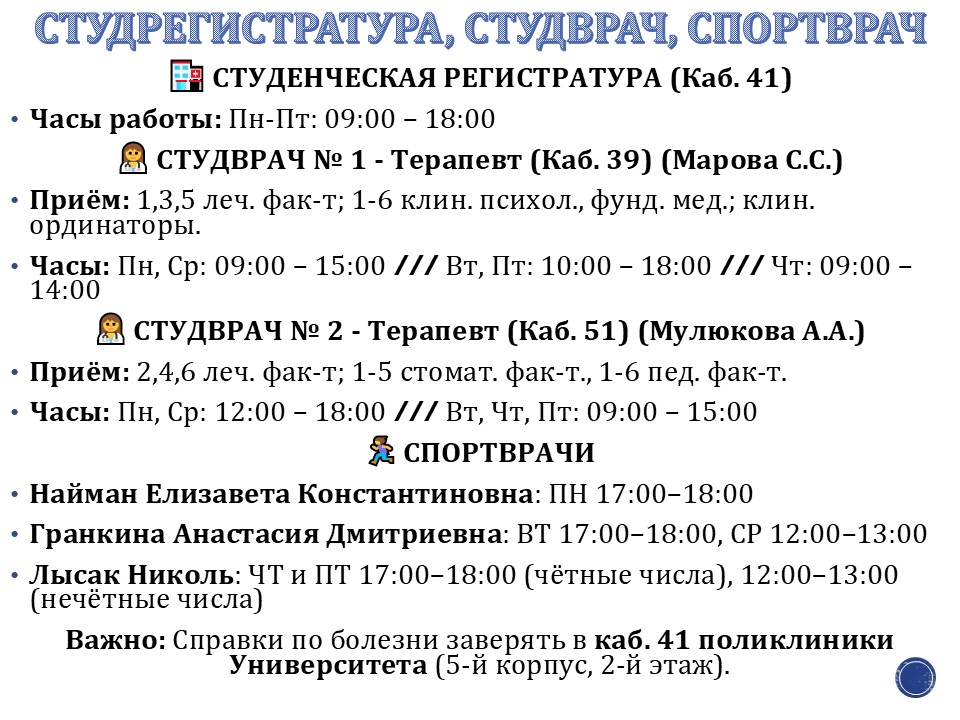 СТУДРЕГИСТРАТУРА, СТУДВРАЧ, СПОРТВРАЧ
СТУДЕНЧЕСКАЯ РЕГИСТРАТУРА (Каб. 41)
• Часы работы: Пн-Пт: 09:00 – 18:00
СТУДВРАЧ № 1 - Терапевт (Каб. 39) (Марова С.С.)
• Приём: 1,3,5 леч. фак-т; 1-6 клин. психол., фунд. мед.; клин.
ординаторы.
• Часы: Пн, Ср: 09:00 – 15:00 /// Вт, Пт: 10:00 – 18:00 /// Чт: 09:00 –
14:00
СТУДВРАЧ № 2 - Терапевт (Каб. 51) (Мулюкова А.А.)
• Приём: 2,4,6 леч. фак-т; 1-5 стомат. фак-т., 1-6 пед. фак-т.
• Часы: Пн, Ср: 12:00 – 18:00 /// Вт, Чт, Пт: 09:00 – 15:00
СПОРТВРАЧИ
• Найман Елизавета Константиновна: ПН 17:00–18:00
• Гранкина Анастасия Дмитриевна: ВТ 17:00–18:00, СР 12:00–13:00
• Лысак Николь: ЧТ и ПТ 17:00–18:00 (чётные числа), 12:00–13:00
(нечётные числа)
Важно: Справки по болезни заверять в каб. 41 поликлиники
Университета (5-й корпус, 2-й этаж).